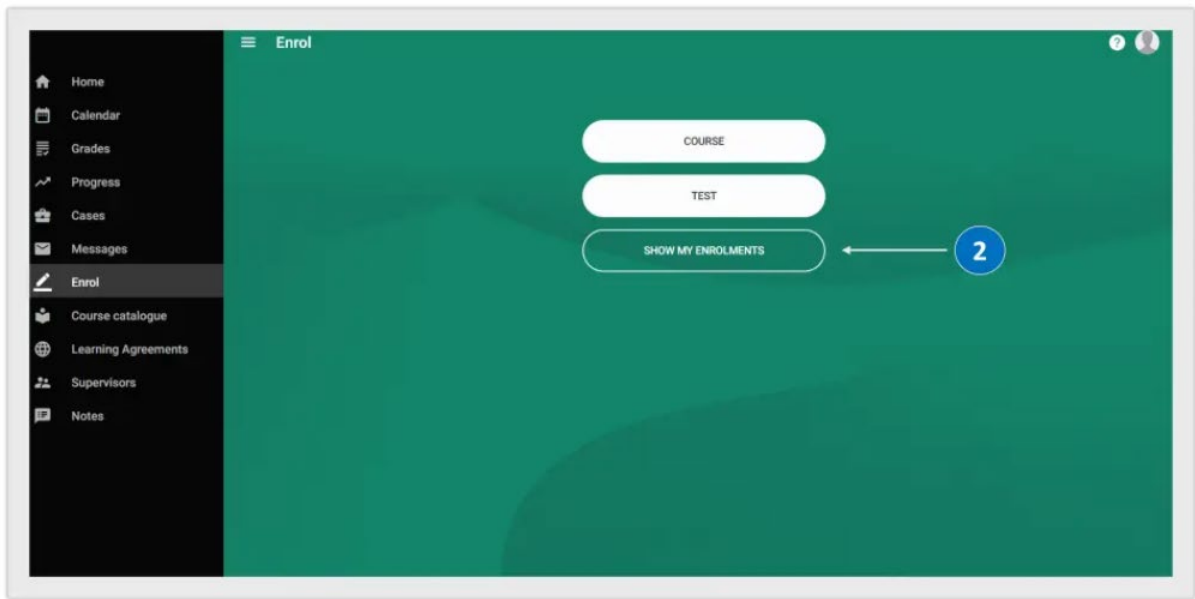 Enrol
?
Home
Calendar
Grades
Progress
Cases
Messages
Enrol
Course catalogue
Learning Agreements
Supervisors
Notes
COURSE
TEST
SHOW MY ENROLMENTS
2